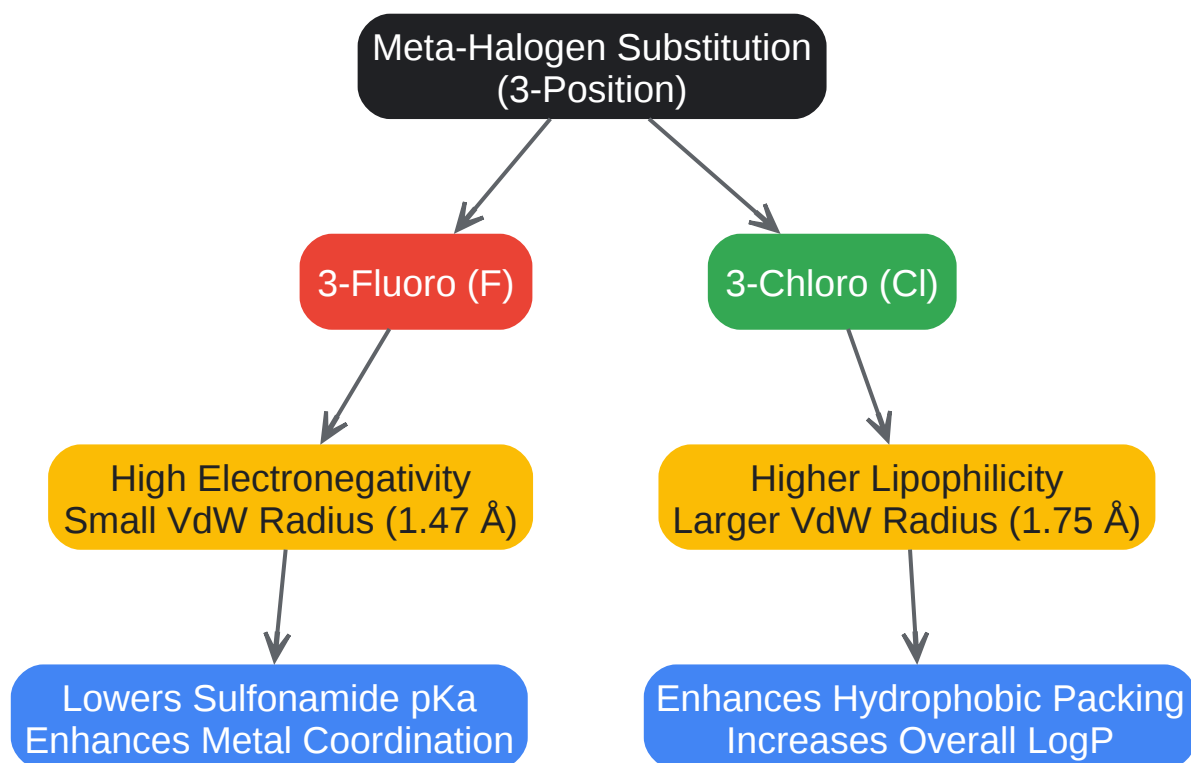 Meta-Halogen Substitution
(3-Position)
3-Fluoro (F)
3-Chloro (Cl)
High Electronegativity
Small VdW Radius (1.47 Å)
Higher Lipophilicity
Larger VdW Radius (1.75 Å)
Lowers Sulfonamide pKa
Enhances Metal Coordination
Enhances Hydrophobic Packing
Increases Overall LogP